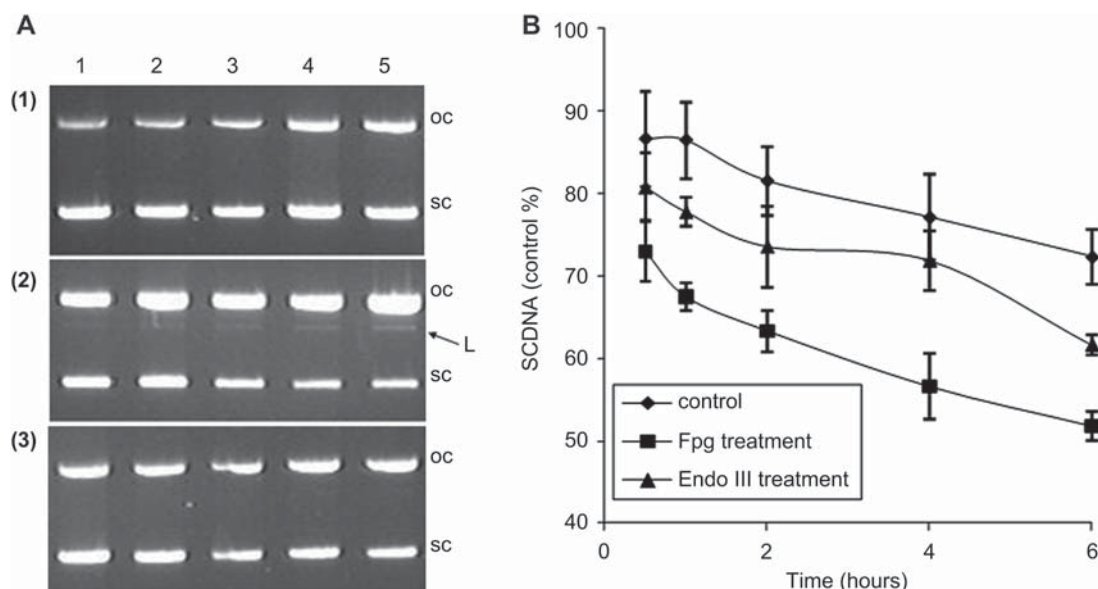 A
1 2 3 4 5
(1)
oc
sc
(2)
oc
L
sc
(3)
oc
sc
B
100
90
80
70
60
50
40
0 2 4 6
SCDNA (control %)
Time (hours)
control
Fpg treatment
Endo III treatment